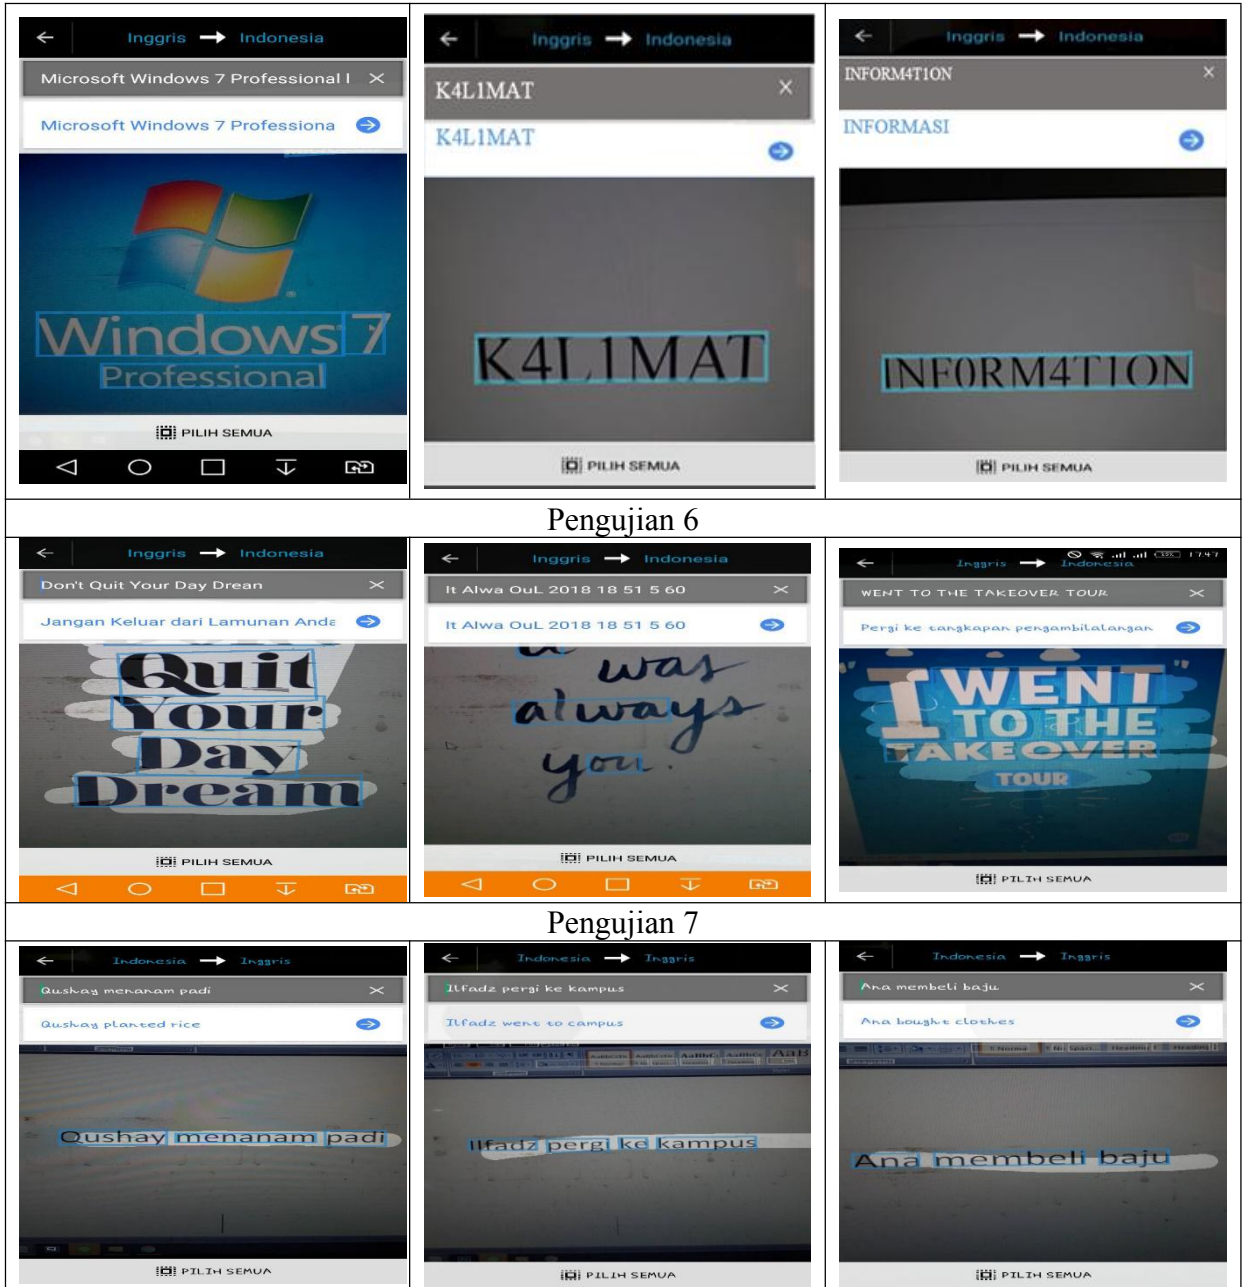 Inggris → Indonesia
Microsoft Windows 7 Professional l ×
Microsoft Windows 7 Professiona
Windows 7
Professional
PILIH SEMUA
Inggris → Indonesia
K4L1MAT ×
K4L1MAT
K4L1MAT
PILIH SEMUA
Inggris → Indonesia
INFORM4T1ON ×
INFORMASI
INF0RM4T1ON
PILIH SEMUA
Pengujian 6
Inggris → Indonesia
Don't Quit Your Day Drean ×
Jangan Keluar dari Lamunan Anda
Quit
Your
Day
Dream
PILIH SEMUA
Inggris → Indonesia
It Alwa OuL 2018 18 51 5 60 ×
It Alwa OuL 2018 18 51 5 60
was
always
you.
PILIH SEMUA
17:47
Inggris → Indonesia
WENT TO THE TAKEOVER TOUR ×
Pergi ke tangkapan pengambilalangan
"I WENT"
TO THE
TAKEOVER
TOUR
PILIH SEMUA
Pengujian 7
Indonesia → Inggris
Qushay menanam padi ×
Qushay planted rice
Qushay menanam padi
PILIH SEMUA
Indonesia → Inggris
Ilfadz pergi ke kampus ×
Ilfadz went to campus
Ilfadz pergi ke kampus
PILIH SEMUA
Indonesia → Inggris
Ana membeli baju ×
Ana bought clothes
Ana membeli baju
PILIH SEMUA